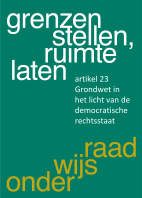 grenzen
stellen,
ruimte
laten
artikel 23
Grondwet in
het licht van de
democratische
rechtsstaat
raad
wijs
onder